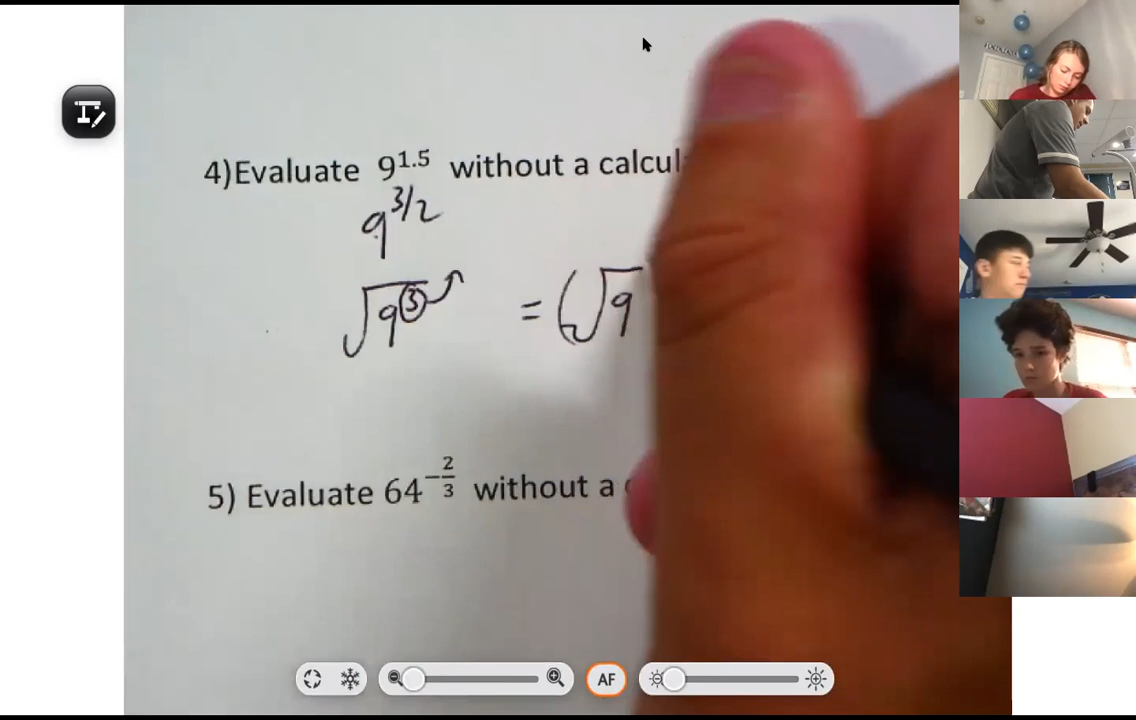 4)Evaluate 9^1.5 without a calcul
9^3/2
√9^3 = (√9
5) Evaluate 64^-2/3 without a
AF